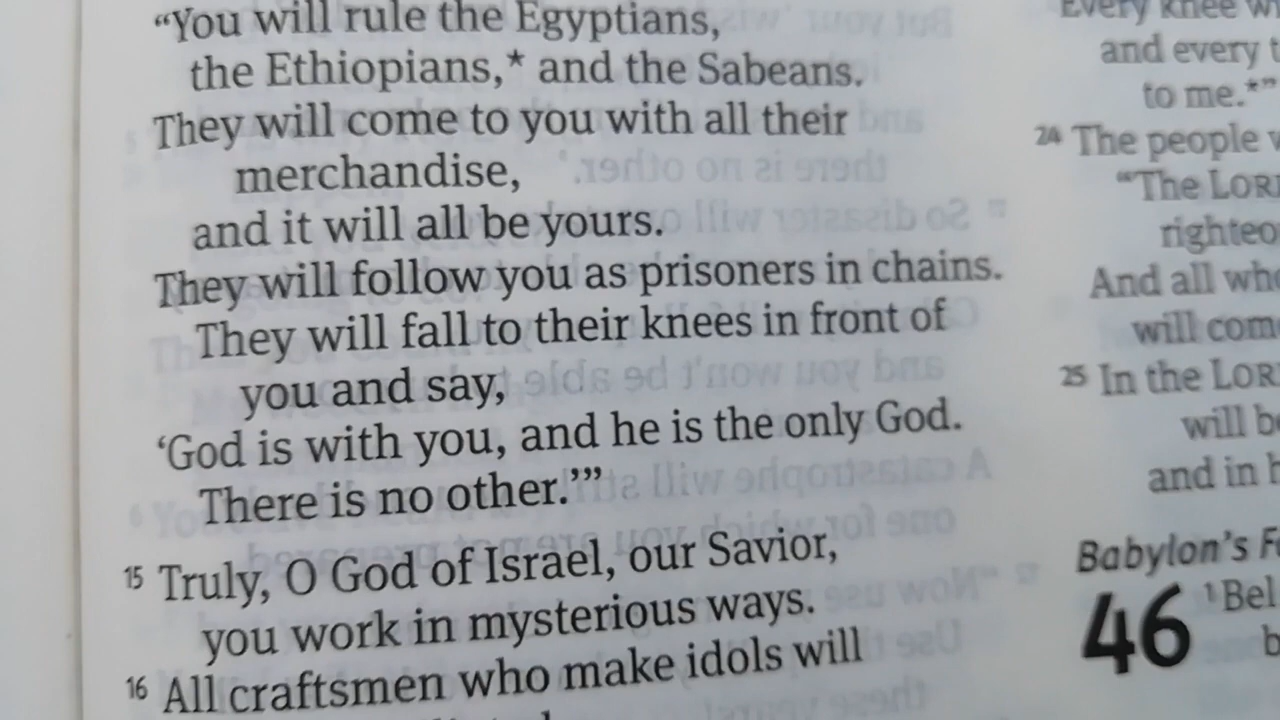 “You will rule the Egyptians,
the Ethiopians,* and the Sabeans.
They will come to you with all their
merchandise,
and it will all be yours.
They will follow you as prisoners in chains.
They will fall to their knees in front of
you and say,
‘God is with you, and he is the only God.
There is no other.’”
15 Truly, O God of Israel, our Savior,
you work in mysterious ways.
16 All craftsmen who make idols will
Every knee
and every
to me.*”
24 The people
“The LORD
And all who
will
25 In the LORD
will
and in
Babylon’s
46 1 Bel